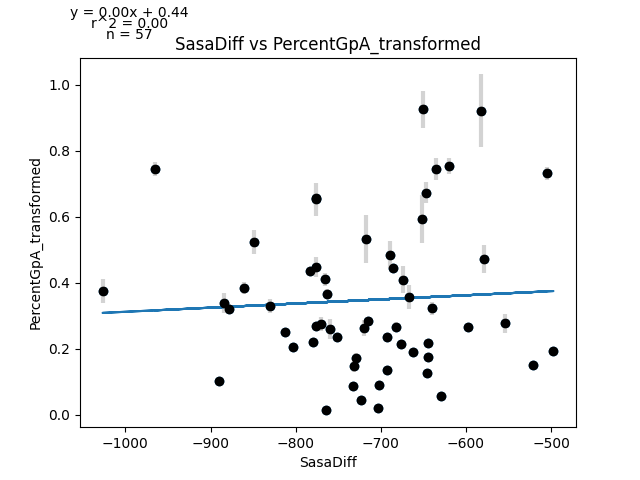 y = 0.00x + 0.44
r^2 = 0.00
n = 57
SasaDiff vs PercentGpA_transformed
1.0
0.8
0.6
0.4
0.2
0.0
PercentGpA_transformed
−1000 −900 −800 −700 −600 −500
SasaDiff